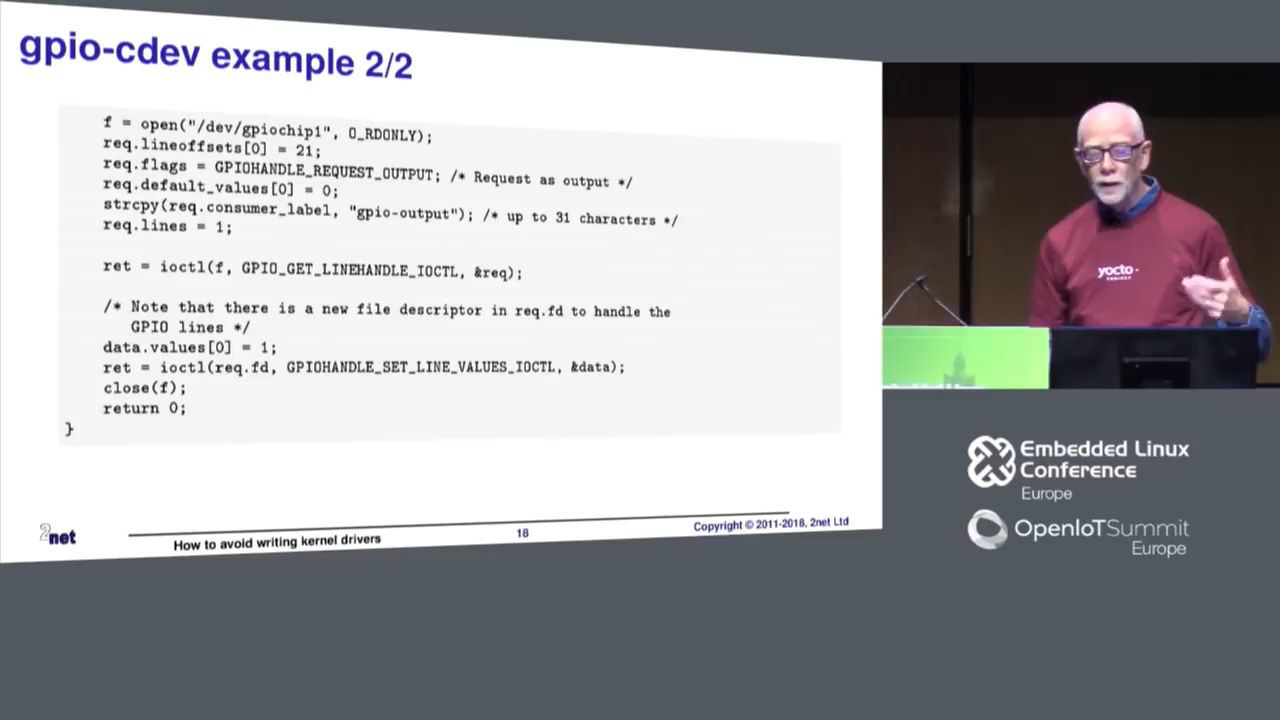 gpio-cdev example 2/2
f = open("/dev/gpiochip1", O_RDONLY);
req.lineoffsets[0] = 21;
req.flags = GPIOHANDLE_REQUEST_OUTPUT; /* Request as output */
req.default_values[0] = 0;
strcpy(req.consumer_label, "gpio-output"); /* up to 31 characters */
req.lines = 1;
ret = ioctl(f, GPIO_GET_LINEHANDLE_IOCTL, &req);
/* Note that there is a new file descriptor in req.fd to handle the
GPIO lines */
data.values[0] = 1;
ret = ioctl(req.fd, GPIOHANDLE_SET_LINE_VALUES_IOCTL, &data);
close(f);
return 0;
}
2net
How to avoid writing kernel drivers
18
Copyright © 2011-2018, 2net Ltd
yocto
PROJECT
Embedded Linux
Conference
Europe
OpenIoTSummit
Europe